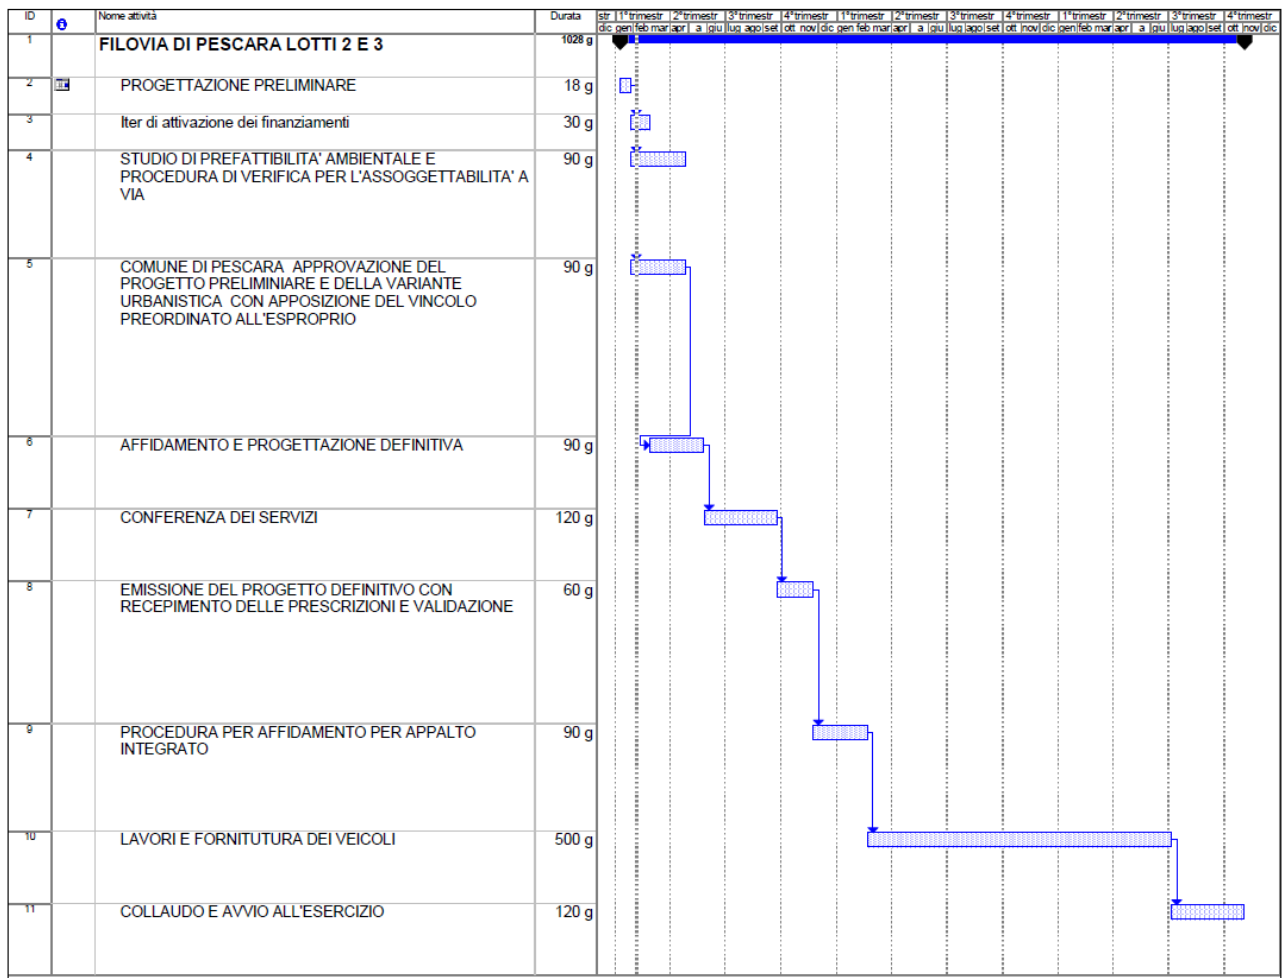 ID Nome attività Durata str 1°trimestr 2°trimestr 3°trimestr 4°trimestr 1°trimestr 2°trimestr 3°trimestr 4°trimestr 1°trimestr 2°trimestr 3°trimestr 4°trimestr
dic gen feb mar apr a giu lug ago set ott nov dic gen feb mar apr a giu lug ago set ott nov dic gen feb mar apr a giu lug ago set ott nov dic
1 FILOVIA DI PESCARA LOTTI 2 E 3 1028 g
2 PROGETTAZIONE PRELIMINARE 18 g
3 Iter di attivazione dei finanziamenti 30 g
4 STUDIO DI PREFATTIBILITA' AMBIENTALE E 90 g
PROCEDURA DI VERIFICA PER L'ASSOGGETTABILITA' A
VIA
5 COMUNE DI PESCARA APPROVAZIONE DEL 90 g
PROGETTO PRELIMINIARE E DELLA VARIANTE
URBANISTICA CON APPOSIZIONE DEL VINCOLO
PREORDINATO ALL'ESPROPRIO
6 AFFIDAMENTO E PROGETTAZIONE DEFINITIVA 90 g
7 CONFERENZA DEI SERVIZI 120 g
8 EMISSIONE DEL PROGETTO DEFINITIVO CON 60 g
RECEPIMENTO DELLE PRESCRIZIONI E VALIDAZIONE
9 PROCEDURA PER AFFIDAMENTO PER APPALTO 90 g
INTEGRATO
10 LAVORI E FORNITUTURA DEI VEICOLI 500 g
11 COLLAUDO E AVVIO ALL'ESERCIZIO 120 g